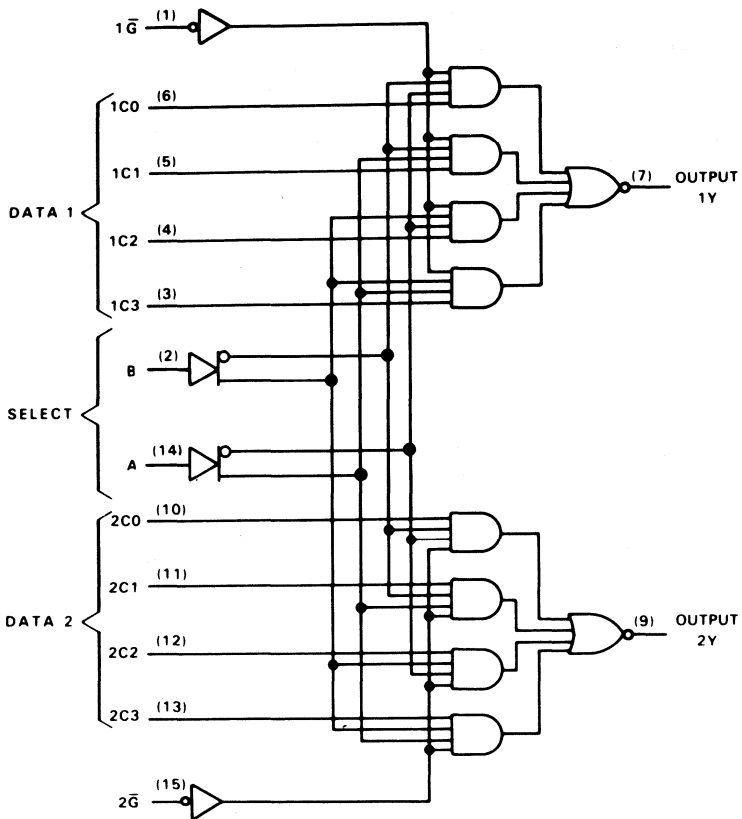 1G̅ (1)
1C0 (6)
1C1 (5)
DATA 1
1C2 (4)
1C3 (3)
(7) OUTPUT
1Y
B (2)
SELECT
A (14)
2C0 (10)
2C1 (11)
DATA 2
2C2 (12)
2C3 (13)
(9) OUTPUT
2Y
2G̅ (15)